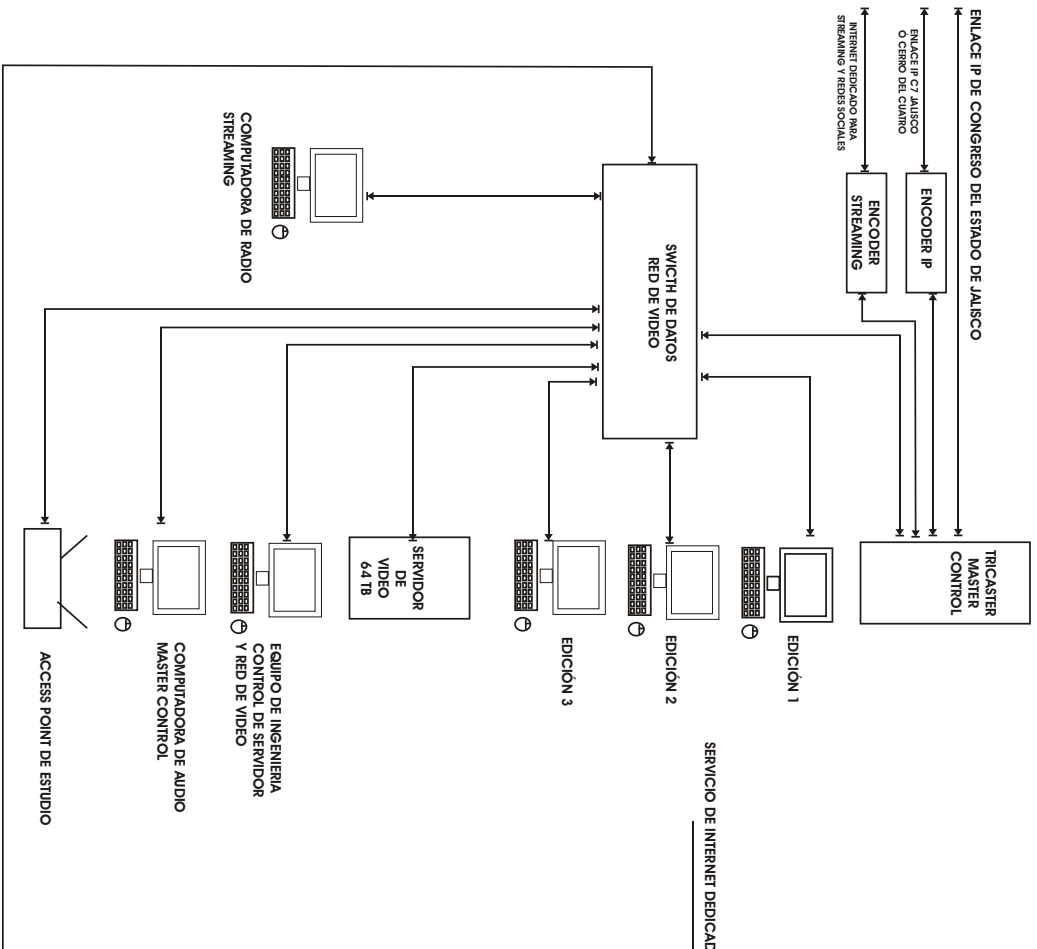 ENLACE IP DE CONGRESO DEL ESTADO DE JALISCO
ENLACE IP C7 JALISCO
Ó CERRO DEL CUATRO
INTERNET DEDICADO PARA
STREAMING Y REDES SOCIALES
ENCODER IP
ENCODER
STREAMING
TRICASTER
MASTER
CONTROL
SWICTH DE DATOS
RED DE VIDEO
COMPUTADORA DE RADIO
STREAMING
EDICIÓN 1
EDICIÓN 2
EDICIÓN 3
SERVIDOR
DE
VIDEO
64 TB
EQUIPO DE INGENIERIA
CONTROL DE SERVIDOR
Y RED DE VIDEO
COMPUTADORA DE AUDIO
MASTER CONTROL
ACCESS POINT DE ESTUDIO
SERVICIO DE INTERNET DEDICAD